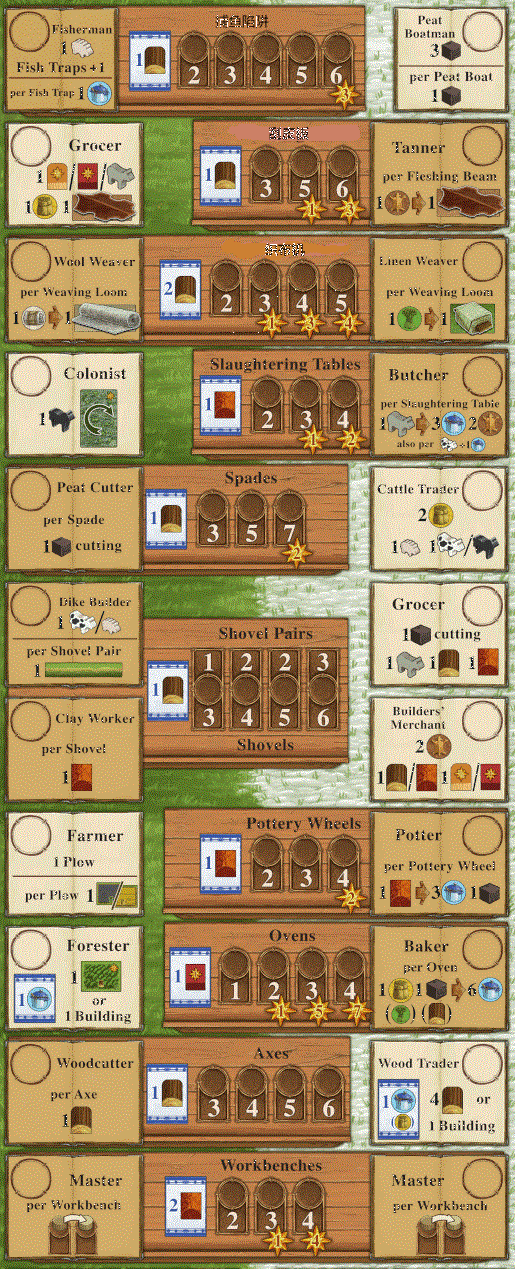 Fisherman
1
Fish Traps +1
per Fish Trap 1
1
2 3 4 5 6
3
Peat
Boatman
3
per Peat Boat
1
Grocer
1 / /
1 1
1
3 5 6
1
Tanner
per Fleshing Beam
1 1
Wool Weaver
per Weaving Loom
1 1
2
2 3 4 5
1 3 4
Linen Weaver
per Weaving Loom
1 1
Colonist
1
Slaughtering Tables
1
2 3 4
1 2
Butcher
per Slaughtering Table
1 3 2
also per +1
Peat Cutter
per Spade
1 cutting
Spades
1
3 5 7
2
Cattle Trader
2
1 1 /
Dike Builder
1 /
per Shovel Pair
1
Shovel Pairs
1 2 2 3
1
3 4 5 6
Shovels
Grocer
1 cutting
1 1 1
Clay Worker
per Shovel
1
Builders'
Merchant
2
1 / 1 /
Farmer
1 Plow
per Plow 1
Pottery Wheels
1
2 3 4
2
Potter
per Pottery Wheel
1 3 1
Forester
1
1
or
1 Building
Ovens
1
1 2 3 4
1 5 7
Baker
per Oven
1 1 6
( ) ( )
Woodcutter
per Axe
1
Axes
1
3 4 5 6
Wood Trader
1
4 or
1 Building
Master
per Workbench
Workbenches
2
2 3 4
1 4
Master
per Workbench